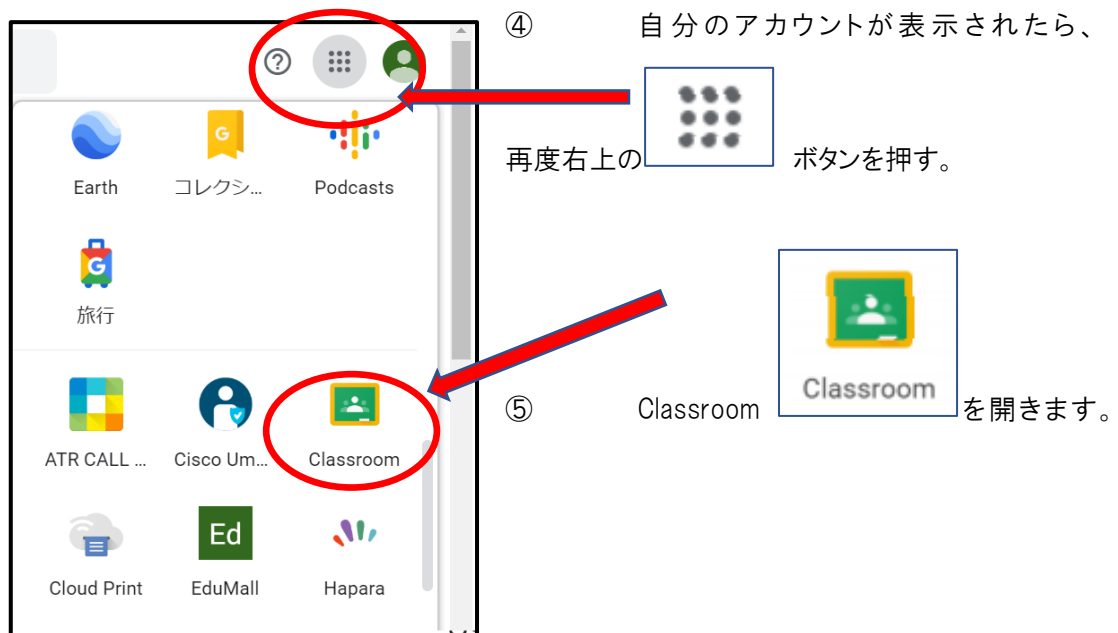 ④ 自分のアカウントが表示されたら、
再度右上の ボタンを押す。
G
Earth コレクシ... Podcasts
G
旅行
ATR CALL ... Cisco Um... Classroom
Ed
Cloud Print EduMall Hapara
Classroom
⑤ Classroom を開きます。